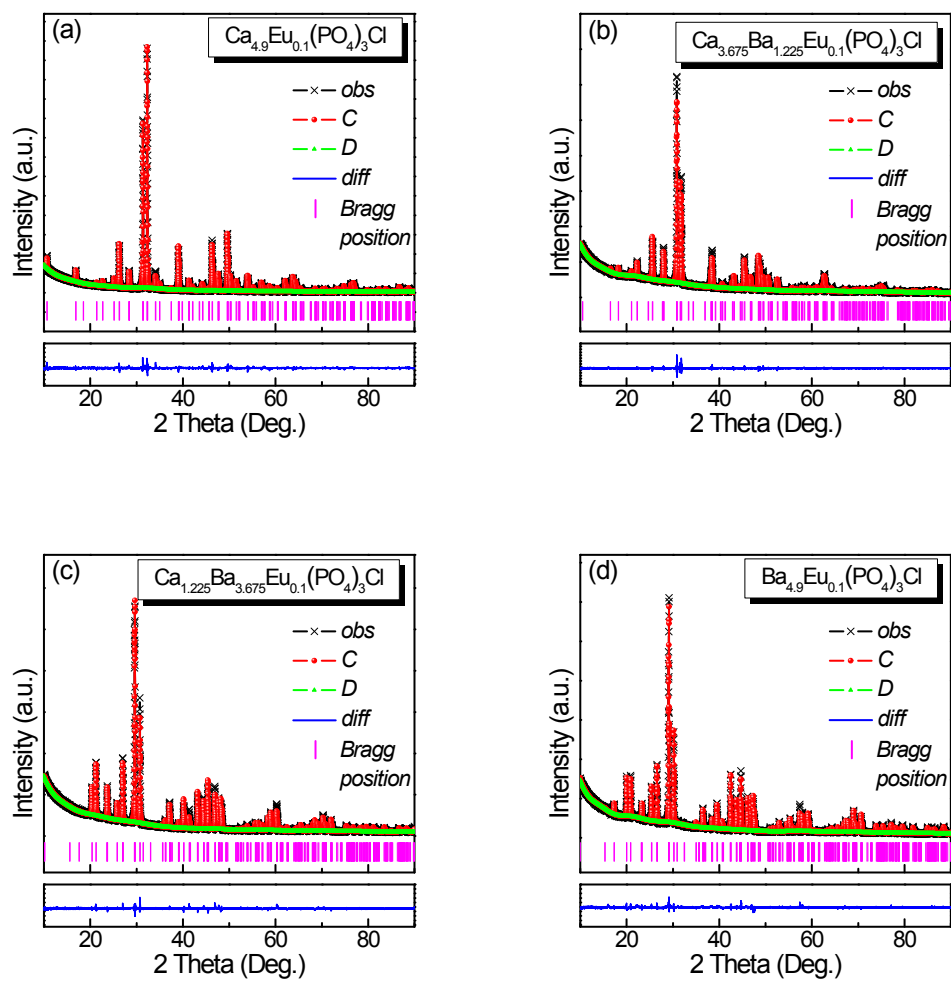 (a)
Ca4.9Eu0.1(PO4)3Cl
obs
C
D
diff
Bragg
position
Intensity (a.u.)
20 40 60 80
2 Theta (Deg.)
(b)
Ca3.675Ba1.225Eu0.1(PO4)3Cl
obs
C
D
diff
Bragg
position
Intensity (a.u.)
20 40 60 80
2 Theta (Deg.)
(c)
Ca1.225Ba3.675Eu0.1(PO4)3Cl
obs
C
D
diff
Bragg
position
Intensity (a.u.)
20 40 60 80
2 Theta (Deg.)
(d)
Ba4.9Eu0.1(PO4)3Cl
obs
C
D
diff
Bragg
position
Intensity (a.u.)
20 40 60 80
2 Theta (Deg.)